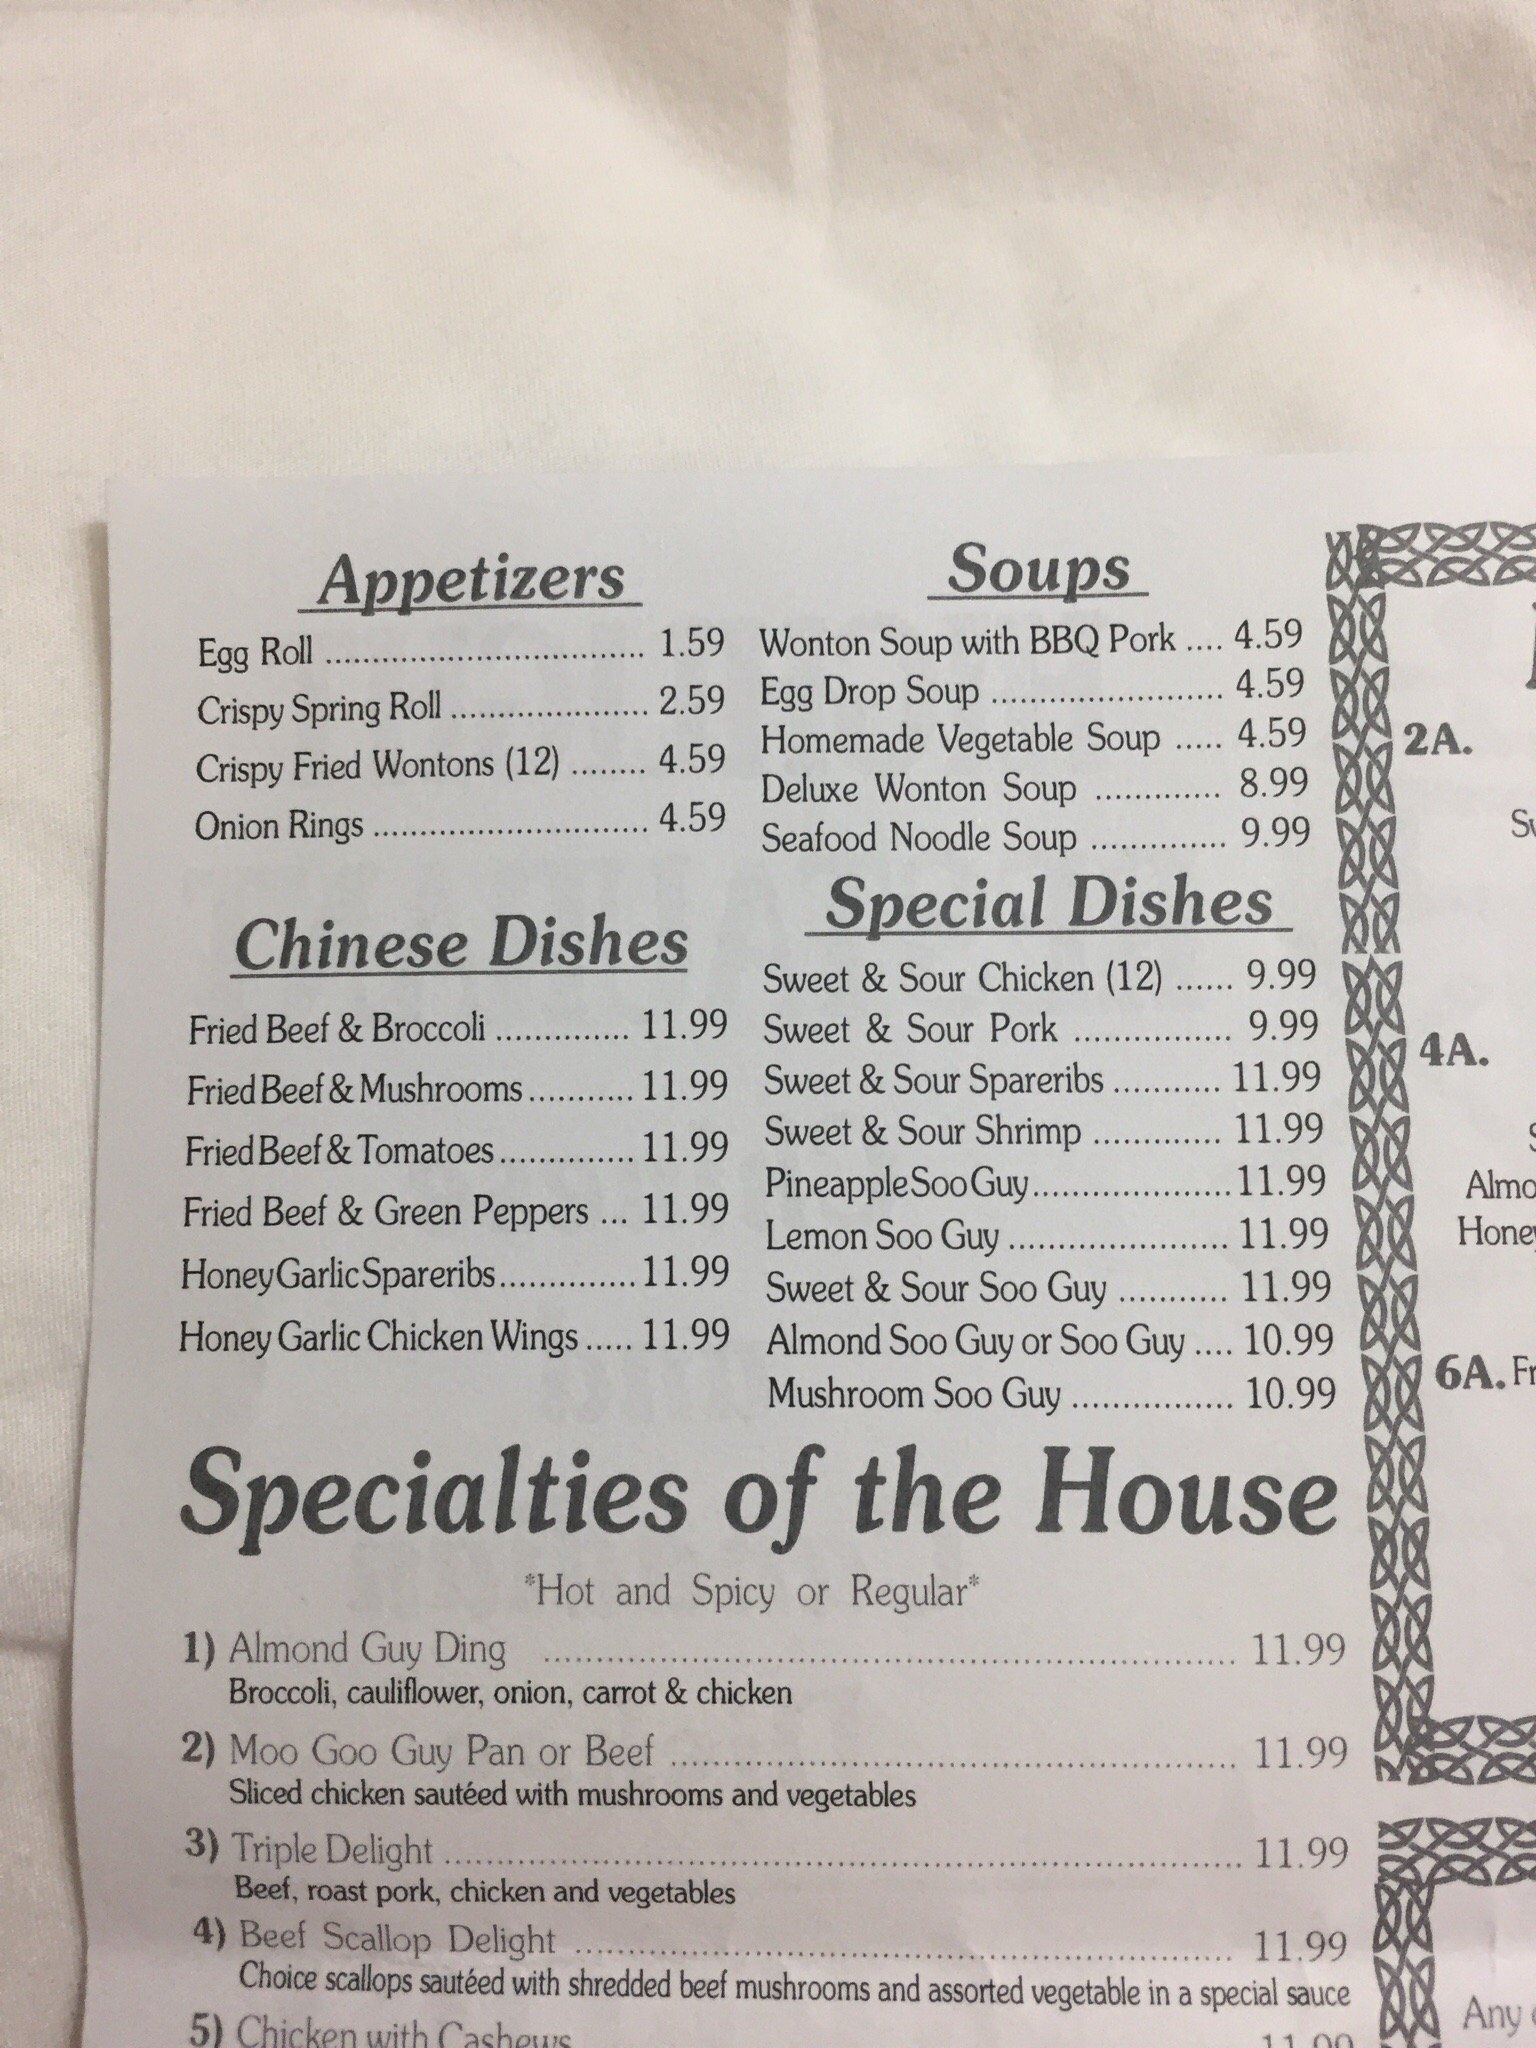 Appetizers
Egg Roll .................................. 1.59
Crispy Spring Roll ..................... 2.59
Crispy Fried Wontons (12) ........ 4.59
Onion Rings ............................. 4.59
Soups
Wonton Soup with BBQ Pork .... 4.59
Egg Drop Soup ......................... 4.59
Homemade Vegetable Soup ..... 4.59
Deluxe Wonton Soup ............. 8.99
Seafood Noodle Soup .............. 9.99
Chinese Dishes
Fried Beef & Broccoli .............. 11.99
Fried Beef & Mushrooms ........... 11.99
Fried Beef & Tomatoes .............. 11.99
Fried Beef & Green Peppers ... 11.99
Honey Garlic Spareribs .............. 11.99
Honey Garlic Chicken Wings ..... 11.99
Special Dishes
Sweet & Sour Chicken (12) ...... 9.99
Sweet & Sour Pork ................. 9.99
Sweet & Sour Spareribs ........... 11.99
Sweet & Sour Shrimp ............. 11.99
Pineapple Soo Guy ..................... 11.99
Lemon Soo Guy ....................... 11.99
Sweet & Sour Soo Guy ........... 11.99
Almond Soo Guy or Soo Guy .... 10.99
Mushroom Soo Guy ................. 10.99
Specialties of the House
*Hot and Spicy or Regular*
1) Almond Guy Ding ........................................ 11.99
Broccoli, cauliflower, onion, carrot & chicken
2) Moo Goo Guy Pan or Beef ........................................ 11.99
Sliced chicken sautéed with mushrooms and vegetables
3) Triple Delight ........................................ 11.99
Beef, roast pork, chicken and vegetables
4) Beef Scallop Delight ........................................ 11.99
Choice scallops sautéed with shredded beef mushrooms and assorted vegetable in a special sauce
5) Chicken with Cashews 11.99
2A.
4A.
6A.
Any